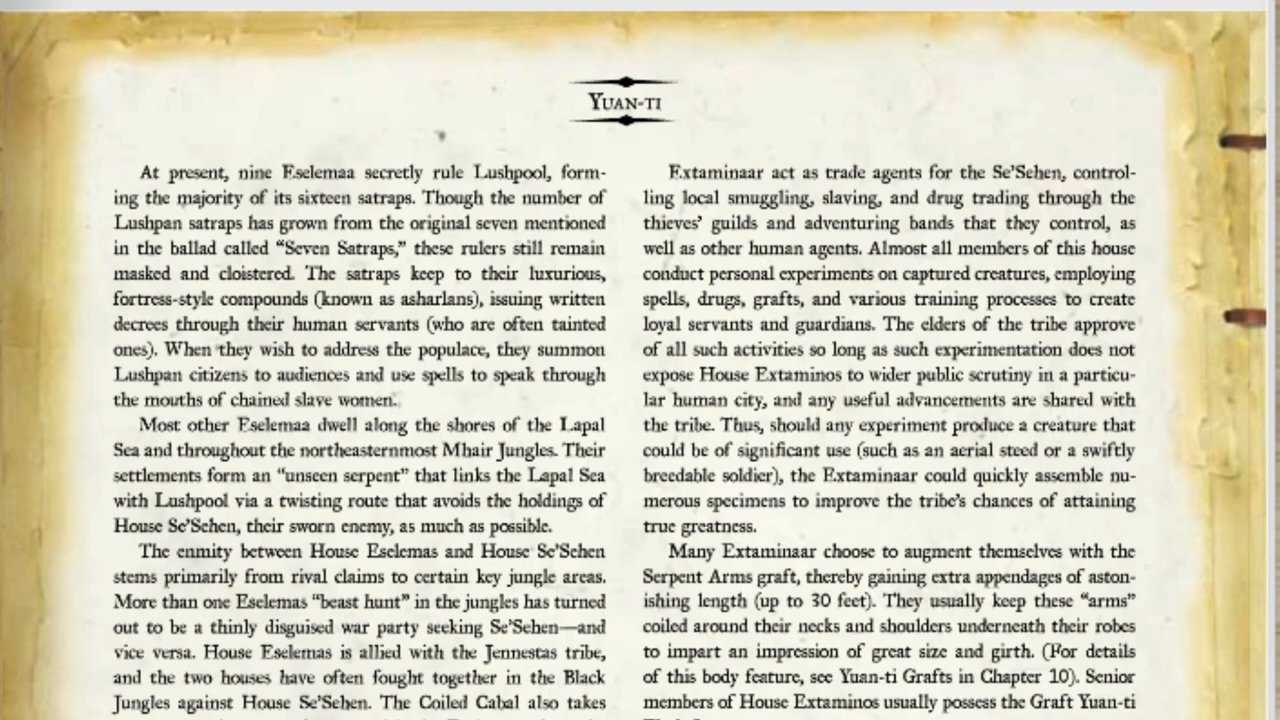 Yuan-ti
At present, nine Eselemaa secretly rule Lushpool, form-
ing the majority of its sixteen satraps. Though the number of
Lushpan satraps has grown from the original seven mentioned
in the ballad called “Seven Satraps,” these rulers still remain
masked and cloistered. The satraps keep to their luxurious,
fortress-style compounds (known as asharlans), issuing written
decrees through their human servants (who are often tainted
ones). When they wish to address the populace, they summon
Lushpan citizens to audiences and use spells to speak through
the mouths of chained slave women.
Most other Eselemaa dwell along the shores of the Lapal
Sea and throughout the northeasternmost Mhair Jungles. Their
settlements form an “unseen serpent” that links the Lapal Sea
with Lushpool via a twisting route that avoids the holdings of
House Se’Sehen, their sworn enemy, as much as possible.
The enmity between House Eselemas and House Se’Sehen
stems primarily from rival claims to certain key jungle areas.
More than one Eselemas “beast hunt” in the jungles has turned
out to be a thinly disguised war party seeking Se’Sehen—and
vice versa. House Eselemas is allied with the Jennestas tribe,
and the two houses have often fought together in the Black
Jungles against House Se’Sehen. The Coiled Cabal also takes
Extaminaar act as trade agents for the Se’Sehen, control-
ling local smuggling, slaving, and drug trading through the
thieves’ guilds and adventuring bands that they control, as
well as other human agents. Almost all members of this house
conduct personal experiments on captured creatures, employing
spells, drugs, grafts, and various training processes to create
loyal servants and guardians. The elders of the tribe approve
of all such activities so long as such experimentation does not
expose House Extaminos to wider public scrutiny in a particu-
lar human city, and any useful advancements are shared with
the tribe. Thus, should any experiment produce a creature that
could be of significant use (such as an aerial steed or a swiftly
breedable soldier), the Extaminaar could quickly assemble nu-
merous specimens to improve the tribe’s chances of attaining
true greatness.
Many Extaminaar choose to augment themselves with the
Serpent Arms graft, thereby gaining extra appendages of aston-
ishing length (up to 30 feet). They usually keep these “arms”
coiled around their necks and shoulders underneath their robes
to impart an impression of great size and girth. (For details
of this body feature, see Yuan-ti Grafts in Chapter 10). Senior
members of House Extaminos usually possess the Graft Yuan-ti